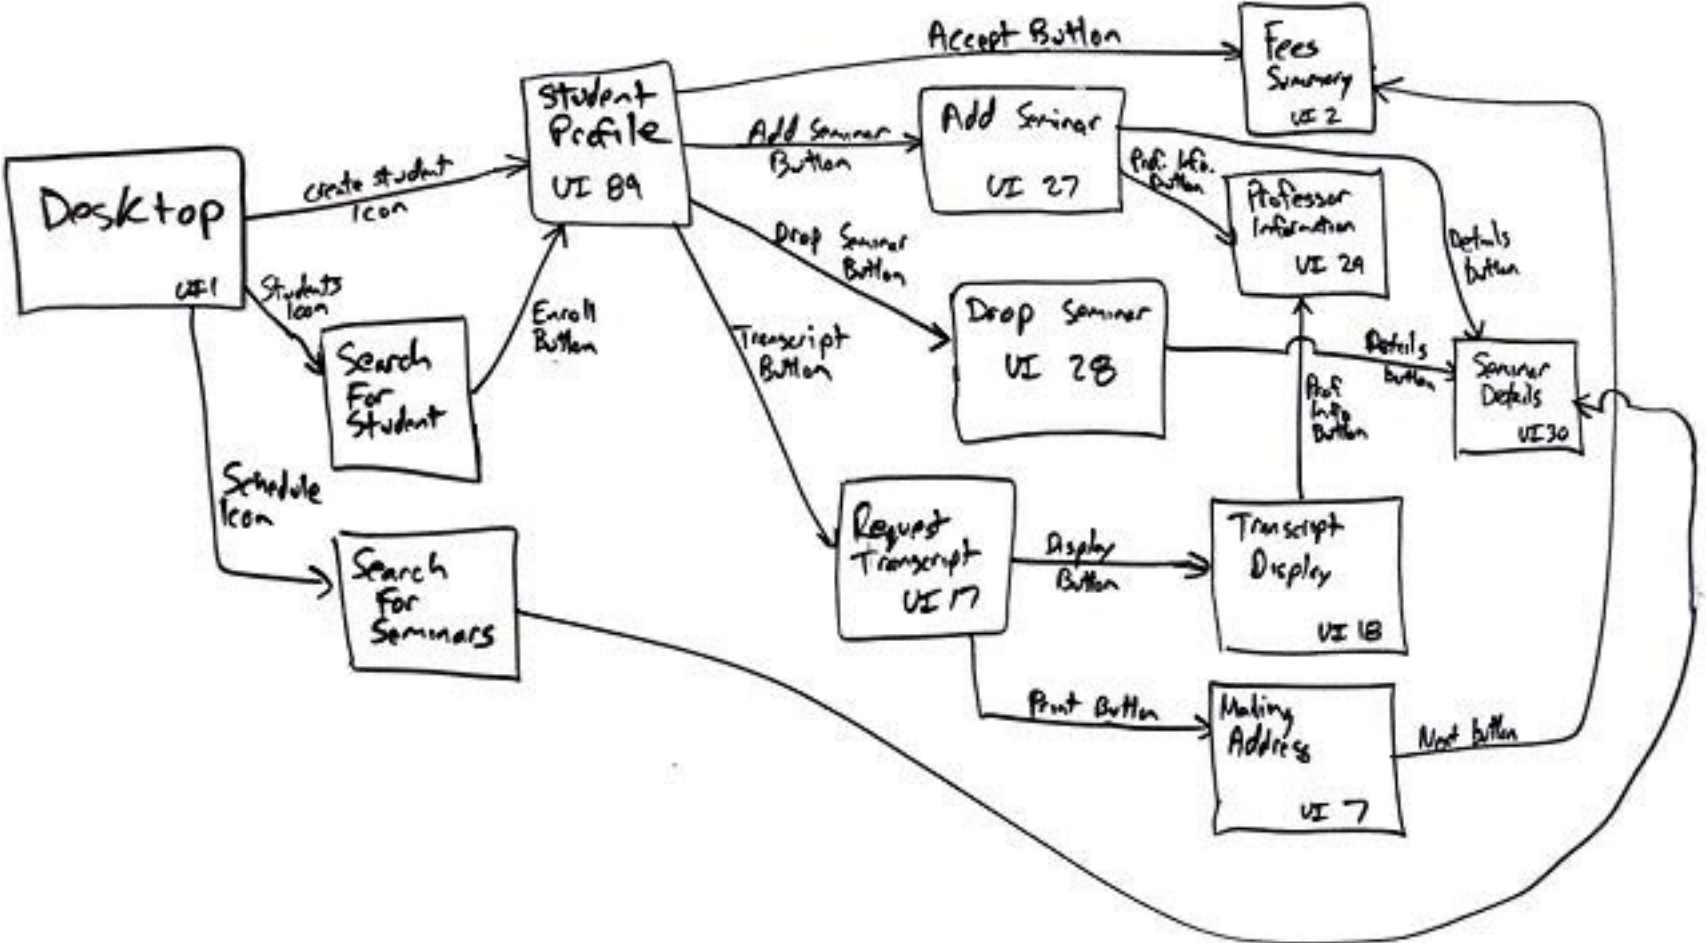 Desktop
UI 1
create student
Icon
Students
Icon
Schedule
Icon
Search
For
Student
Enroll
Button
Search
For
Seminars
Student
Profile
UI 89
Accept Button
Add Seminar
Button
Drop Seminar
Button
Transcript
Button
Add Seminar
UI 27
Prof. Info.
Button
Details
button
Fees
Summary
UI 2
Professor
Information
UI 29
Drop Seminar
UI 28
Details
button
Seminar
Details
UI 30
Prof
Info
Button
Request
Transcript
UI 17
Display
Button
Transcript
Display
UI 18
Print Button
Mailing
Address
UI 7
Next button